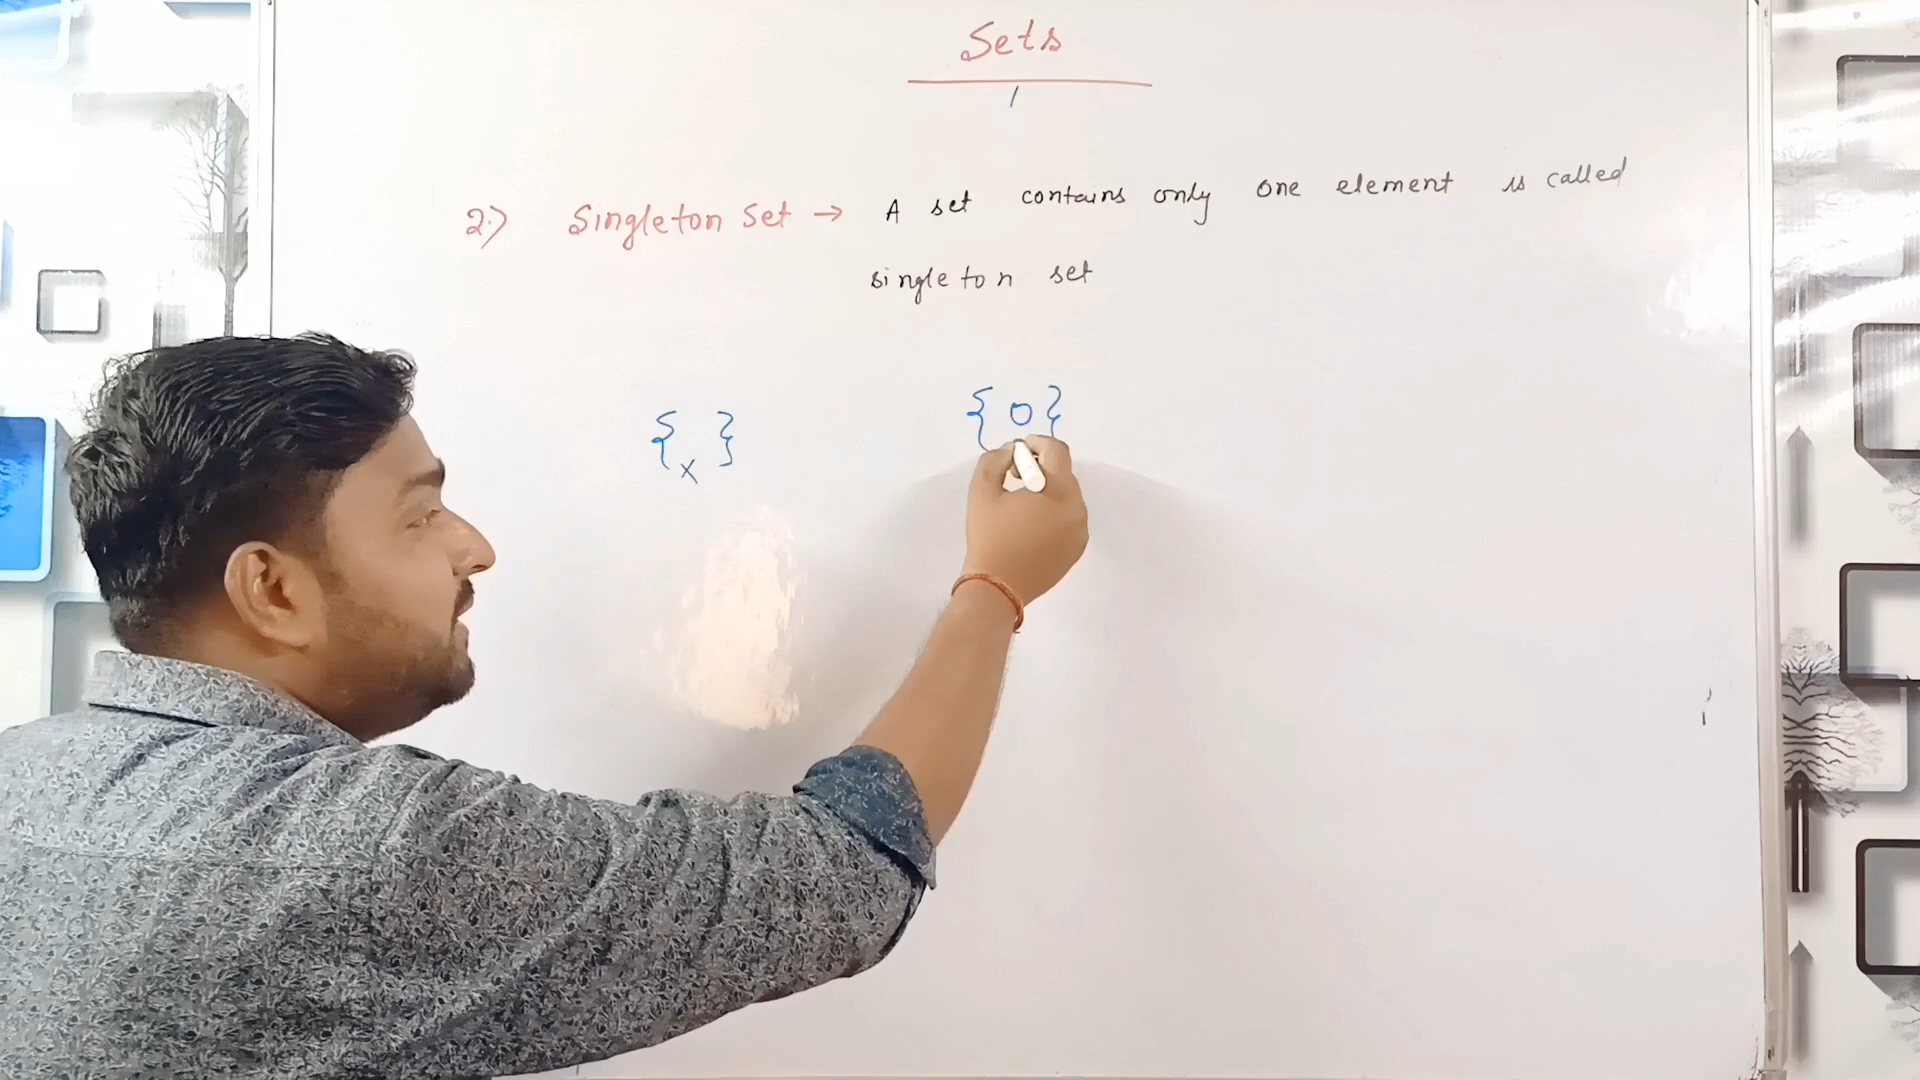 Sets
2.) Singleton Set → A set contains only one element is called
singleton set
{ x } { 0 }